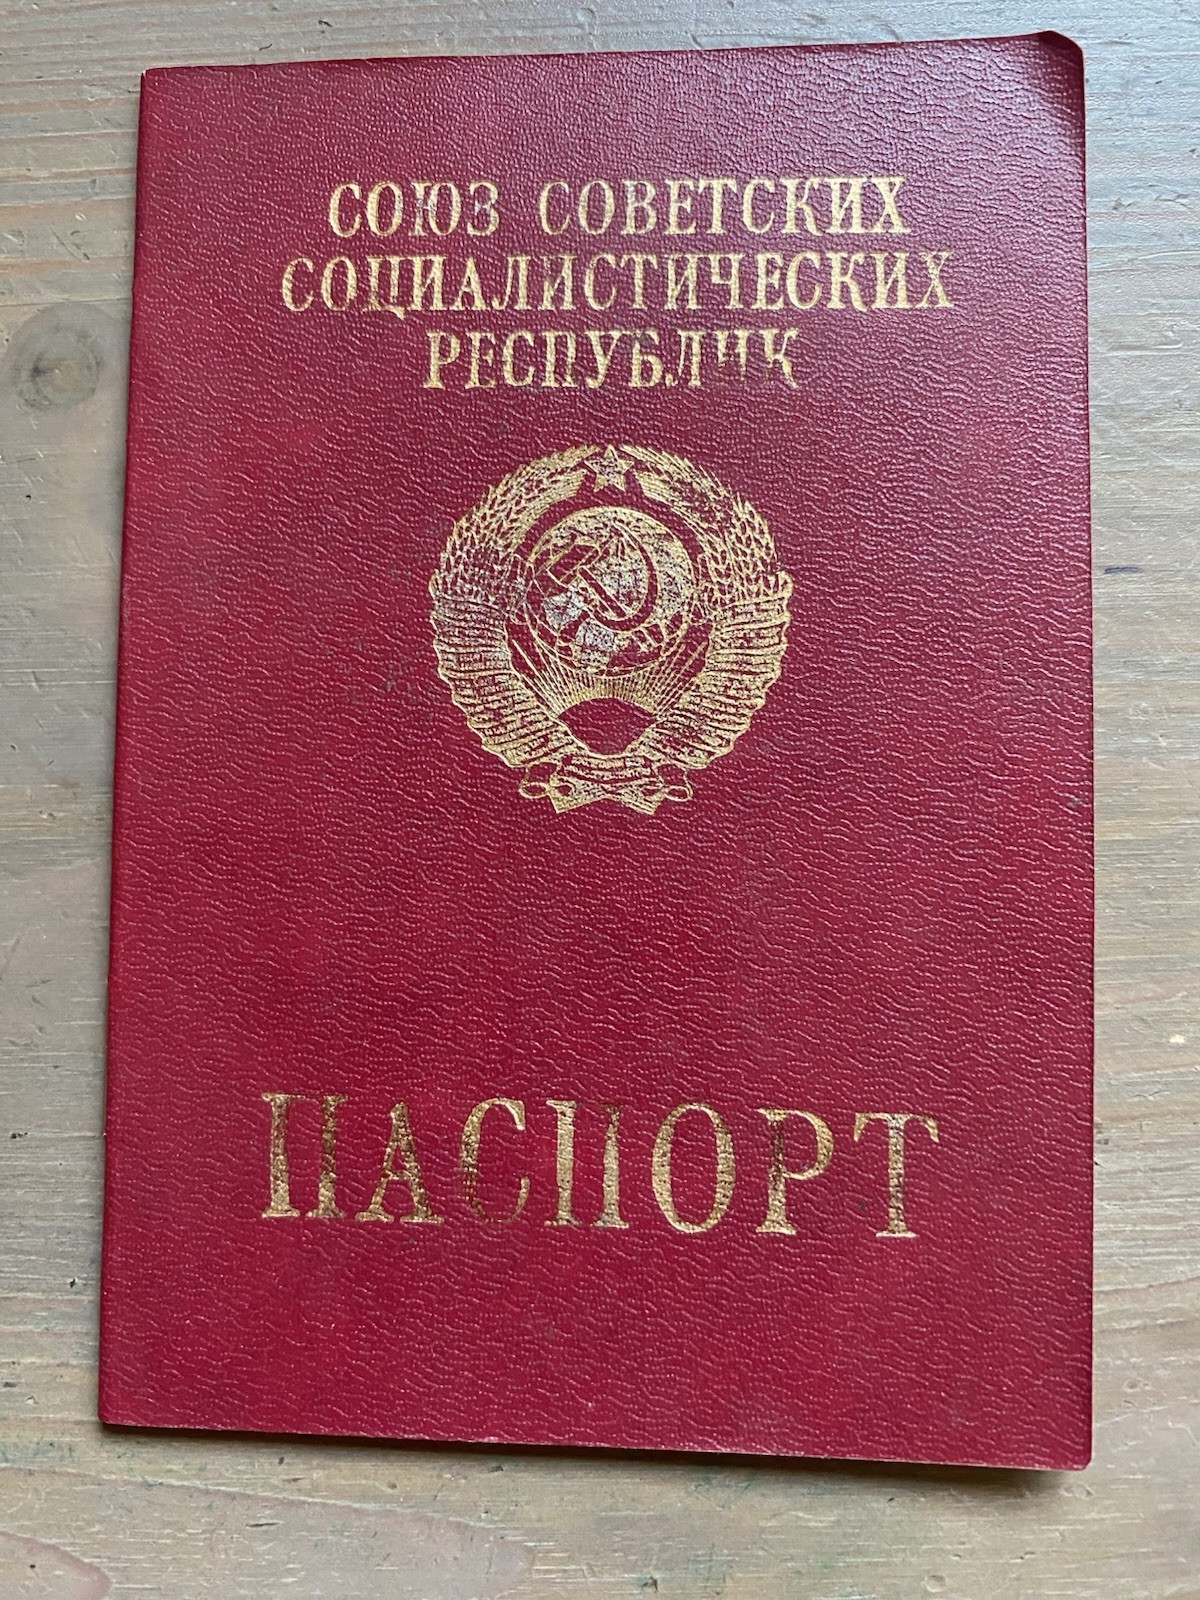 СОЮЗ СОВЕТСКИХ
СОЦИАЛИСТИЧЕСКИХ
РЕСПУБЛИК
ПАСПОРТ